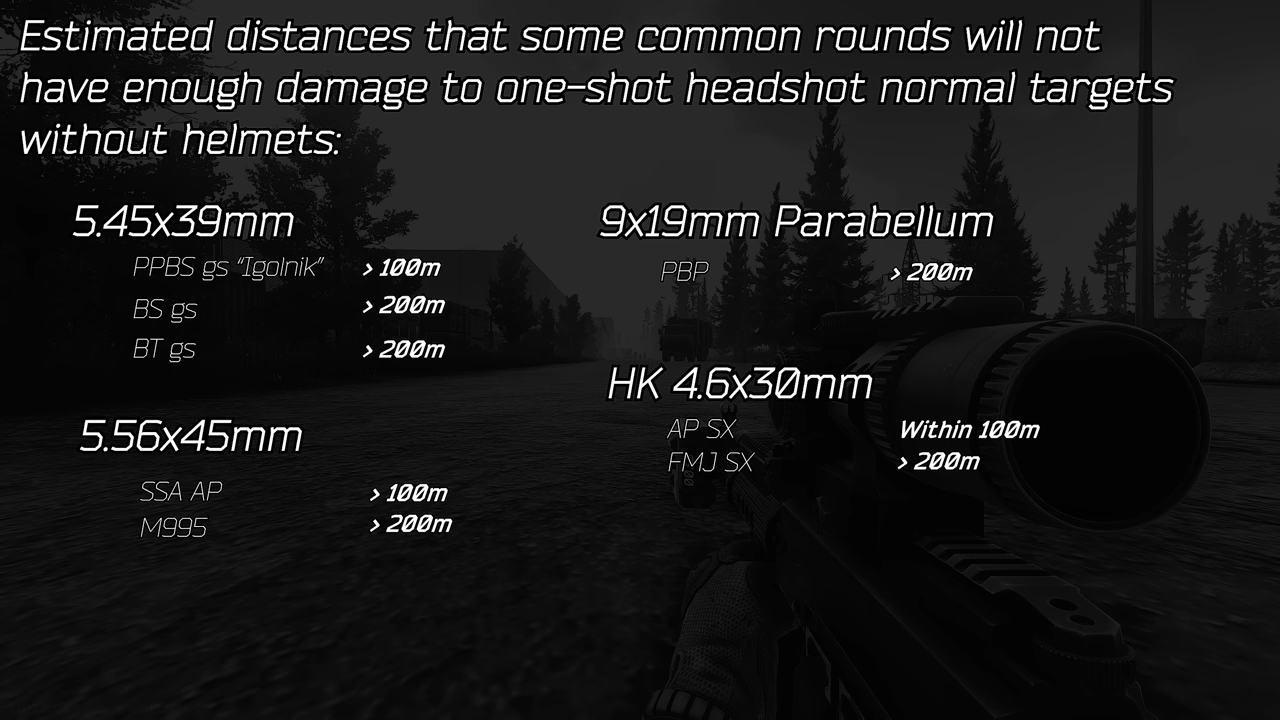 Estimated distances that some common rounds will not
have enough damage to one-shot headshot normal targets
without helmets:
5.45x39mm
PPBS gs "Igolnik" > 100m
BS gs > 200m
BT gs > 200m
5.56x45mm
SSA AP > 100m
M995 > 200m
9x19mm Parabellum
PBP > 200m
HK 4.6x30mm
AP SX Within 100m
FMJ SX > 200m